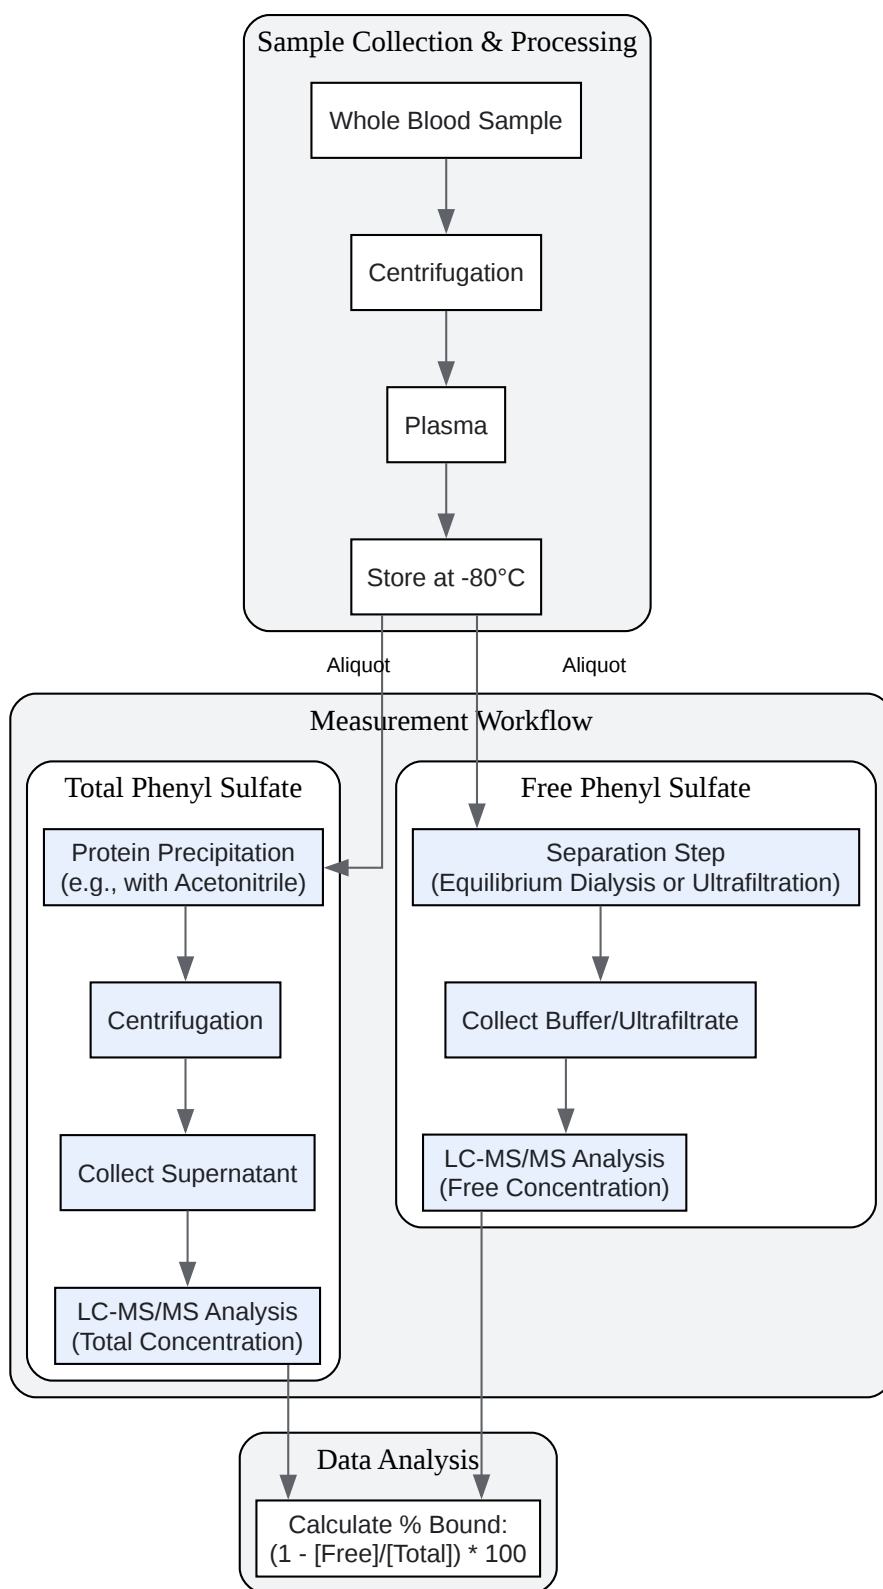 Sample Collection & Processing
Whole Blood Sample
Centrifugation
Plasma
Store at -80°C
Aliquot
Aliquot
Measurement Workflow
Total Phenyl Sulfate
Protein Precipitation
(e.g., with Acetonitrile)
Centrifugation
Collect Supernatant
LC-MS/MS Analysis
(Total Concentration)
Free Phenyl Sulfate
Separation Step
(Equilibrium Dialysis or Ultrafiltration)
Collect Buffer/Ultrafiltrate
LC-MS/MS Analysis
(Free Concentration)
Data Analysis
Calculate % Bound:
(1 - [Free]/[Total]) * 100